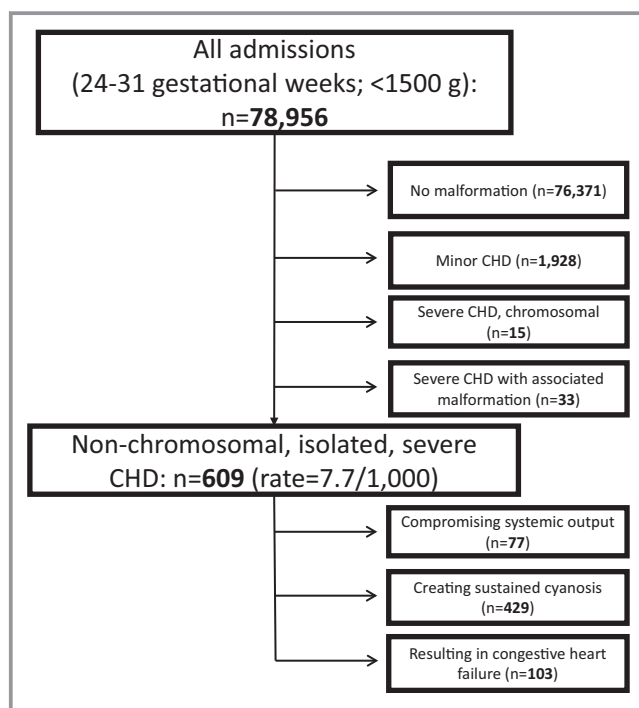 All admissions
(24-31 gestational weeks; <1500 g):
n=78,956
No malformation (n=76,371)
Minor CHD (n=1,928)
Severe CHD, chromosomal
(n=15)
Severe CHD with associated
malformation (n=33)
Non-chromosomal, isolated, severe
CHD: n=609 (rate=7.7/1,000)
Compromising systemic output
(n=77)
Creating sustained cyanosis
(n=429)
Resulting in congestive heart
failure (n=103)